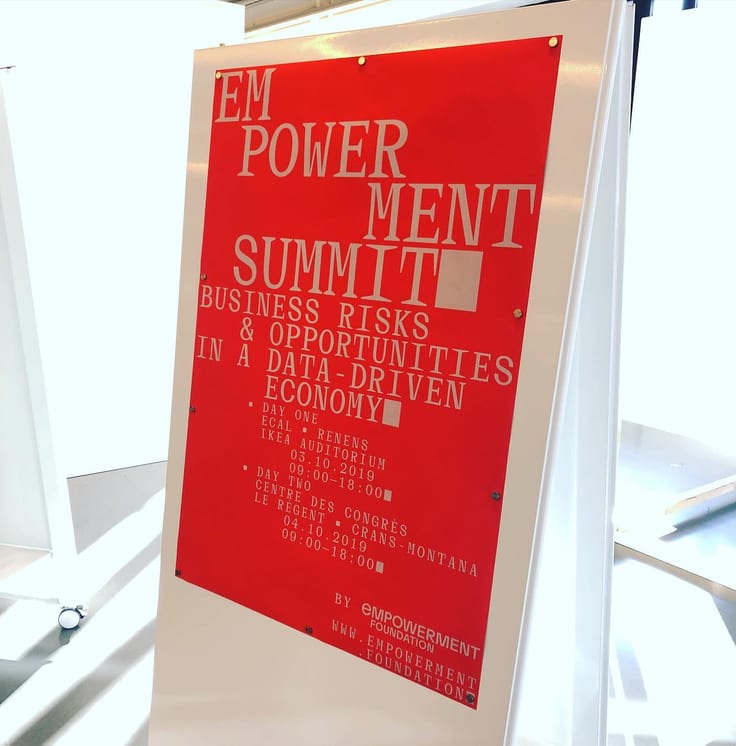 EM
POWER
MENT
SUMMIT
BUSINESS RISKS
& OPPORTUNITIES
IN A DATA-DRIVEN
ECONOMY
DAY ONE
ECAL ▪ RENENS
IKEA AUDITORIUM
03.10.2019
09:00–18:00
DAY TWO
CENTRE DES CONGRÈS
LE RÉGENT ▪ CRANS-MONTANA
04.10.2019
09:00–18:00
BY eMPOWERMENT
FOUNDATION
WWW.EMPOWERMENT
.FOUNDATION